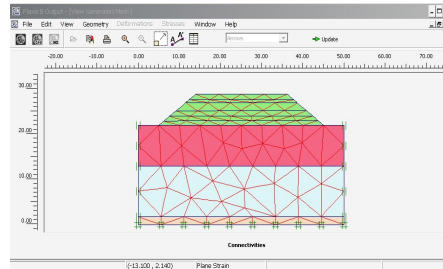 Plaxis 8 Output - [View Generated Mesh]
File Edit View Geometry Deformations Stresses Window Help
Arrows Update
-20.00 -10.00 0.00 10.00 20.00 30.00 40.00 50.00 60.00 70.00
30.00
20.00
10.00
0.00
Connectivities
(-13.100 , 2.140) Plane Strain